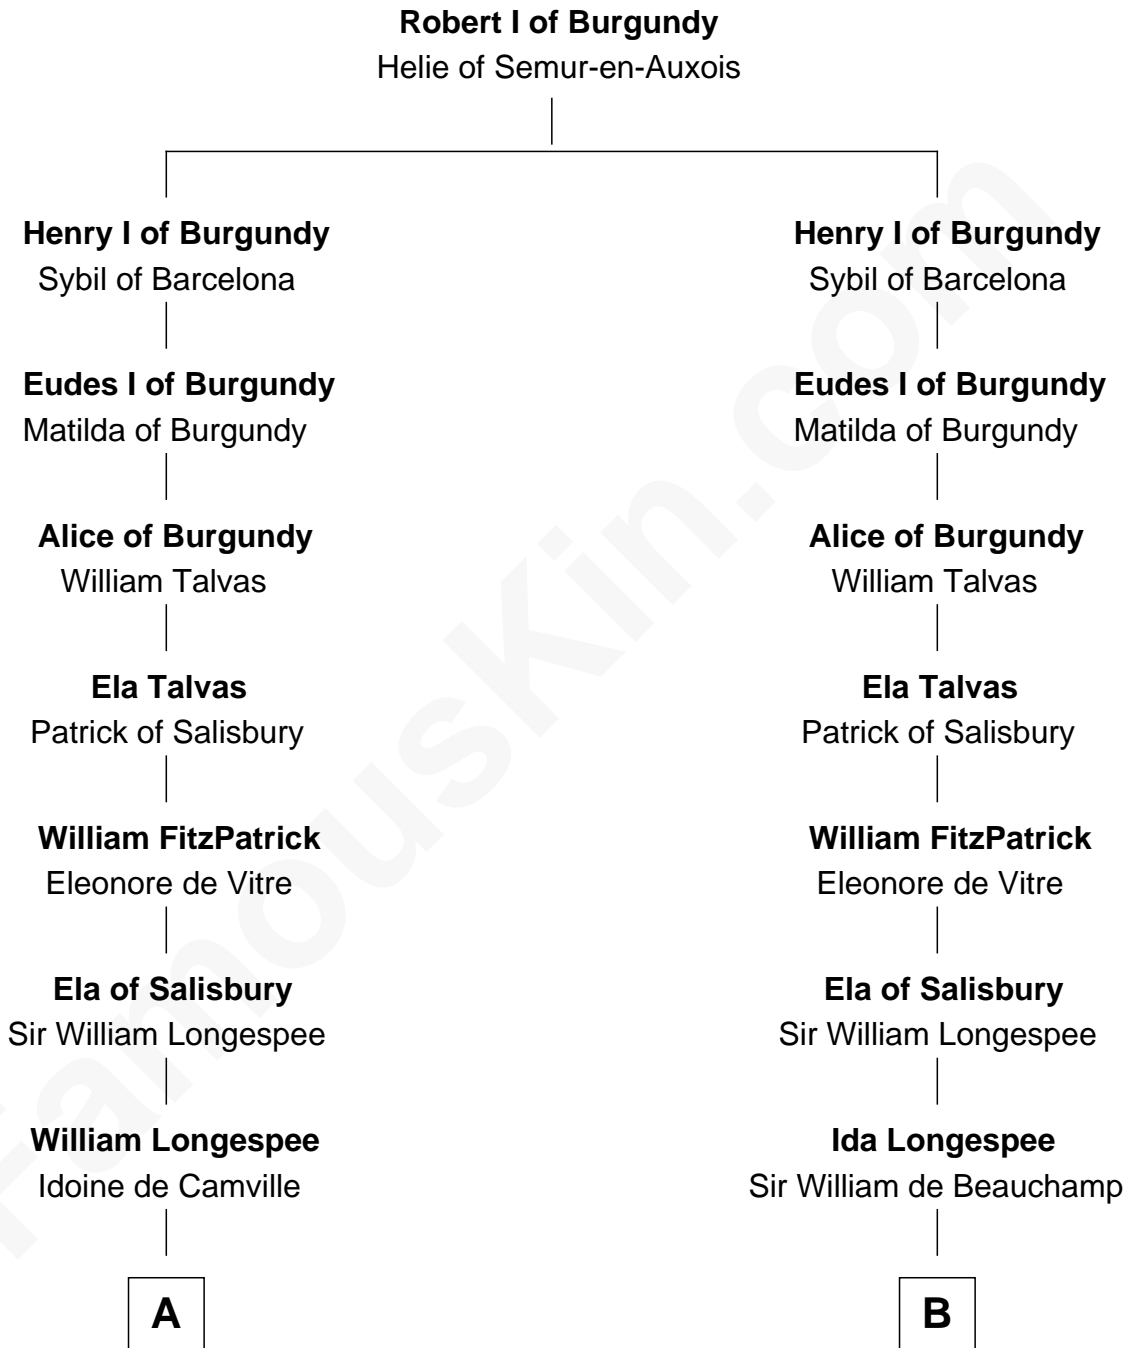 Robert I of Burgundy
Helie of Semur-en-Auxois
Henry I of Burgundy
Sybil of Barcelona
Eudes I of Burgundy
Matilda of Burgundy
Alice of Burgundy
William Talvas
Ela Talvas
Patrick of Salisbury
William FitzPatrick
Eleonore de Vitre
Ela of Salisbury
Sir William Longespee
William Longespee
Idoine de Camville
A
Henry I of Burgundy
Sybil of Barcelona
Eudes I of Burgundy
Matilda of Burgundy
Alice of Burgundy
William Talvas
Ela Talvas
Patrick of Salisbury
William FitzPatrick
Eleonore de Vitre
Ela of Salisbury
Sir William Longespee
Ida Longespee
Sir William de Beauchamp
B
FamousKin.com